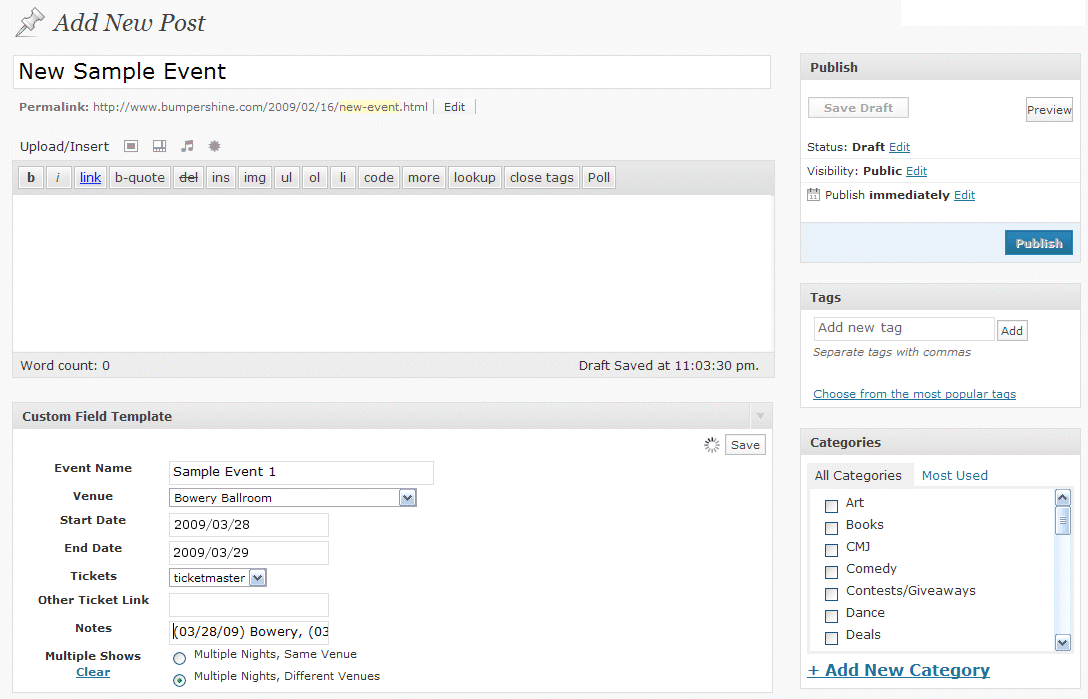 Add New Post
New Sample Event
Permalink: http://www.bumpershine.com/2009/02/16/new-event.html Edit
Upload/Insert
b i link b-quote del ins img ul ol li code more lookup close tags Poll
Word count: 0 Draft Saved at 11:03:30 pm.
Custom Field Template
Save
Event Name Sample Event 1
Venue Bowery Ballroom
Start Date 2009/03/28
End Date 2009/03/29
Tickets ticketmaster
Other Ticket Link
Notes (03/28/09) Bowery, (03
Multiple Shows Multiple Nights, Same Venue
Clear Multiple Nights, Different Venues
Publish
Save Draft Preview
Status: Draft Edit
Visibility: Public Edit
Publish immediately Edit
Publish
Tags
Add new tag Add
Separate tags with commas
Choose from the most popular tags
Categories
All Categories Most Used
Art
Books
CMJ
Comedy
Contests/Giveaways
Dance
Deals
+ Add New Category